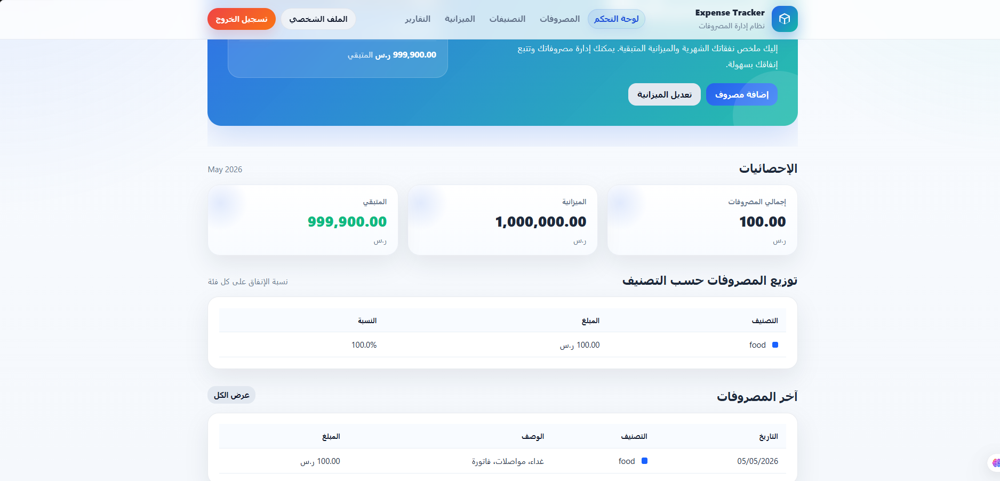 Expense Tracker
نظام إدارة المصروفات
لوحة التحكم
المصروفات
التصنيفات
الميزانية
التقارير
الملف الشخصي
تسجيل الخروج
إليك ملخص نفقاتك الشهرية والميزانية المتبقية. يمكنك إدارة مصروفاتك وتتبع
إنفاقك بسهولة.
إضافة مصروف
تعديل الميزانية
999,900.00 ر.س المتبقي
الإحصائيات
May 2026
إجمالي المصروفات
100.00
ر.س
الميزانية
1,000,000.00
ر.س
المتبقي
999,900.00
ر.س
توزيع المصروفات حسب التصنيف
نسبة الإنفاق على كل فئة
التصنيف المبلغ النسبة
food 100.00 ر.س 100.0%
آخر المصروفات
عرض الكل
التاريخ التصنيف الوصف المبلغ
05/05/2026 food غداء، مواصلات، فاتورة 100.00 ر.س